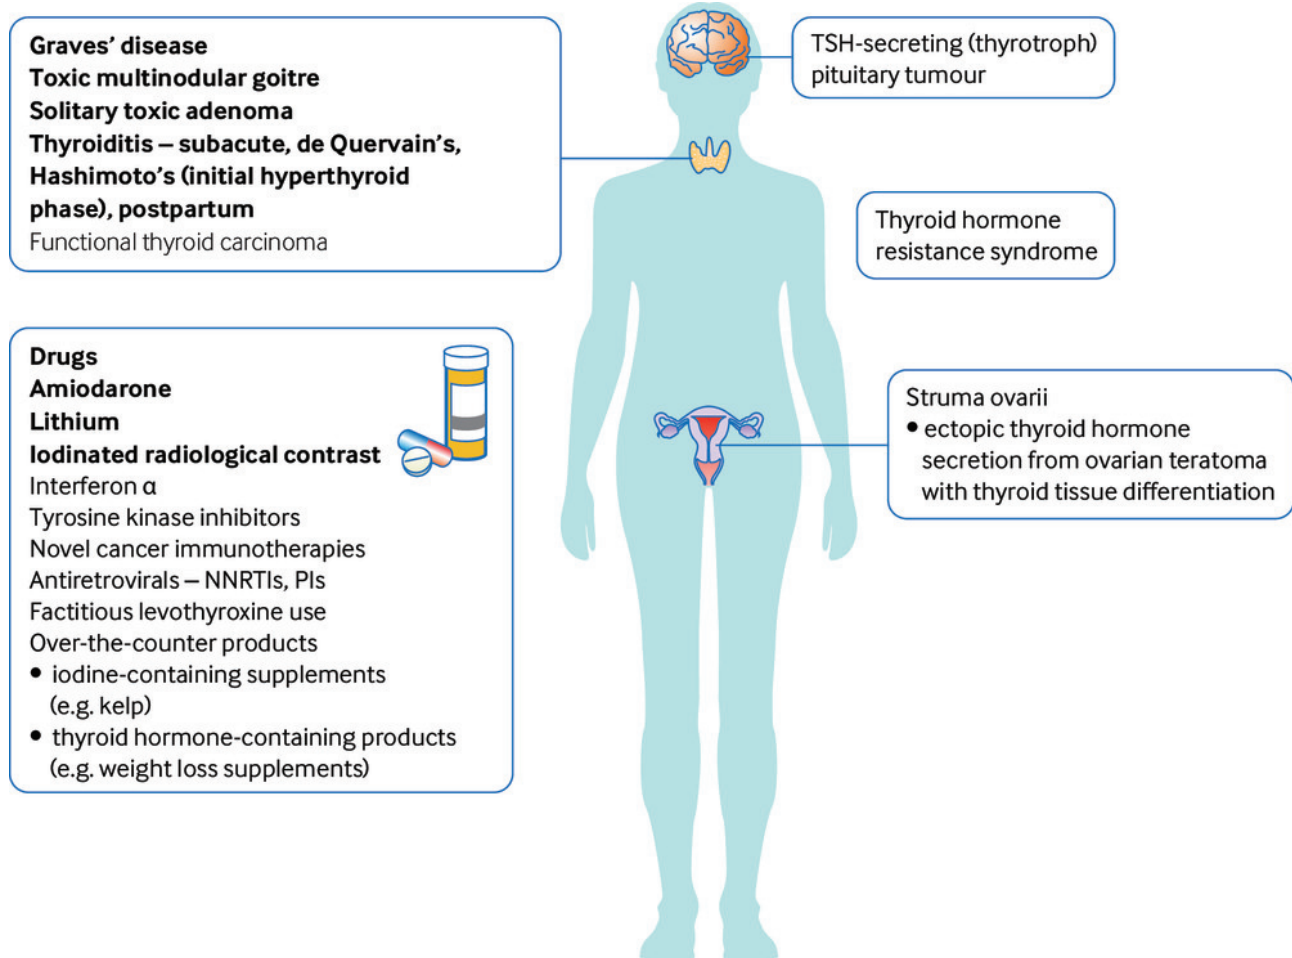 Graves’ disease
Toxic multinodular goitre
Solitary toxic adenoma
Thyroiditis – subacute, de Quervain’s,
Hashimoto’s (initial hyperthyroid
phase), postpartum
Functional thyroid carcinoma
TSH-secreting (thyrotroph)
pituitary tumour
Thyroid hormone
resistance syndrome
Drugs
Amiodarone
Lithium
Iodinated radiological contrast
Interferon α
Tyrosine kinase inhibitors
Novel cancer immunotherapies
Antiretrovirals – NNRTIs, PIs
Factitious levothyroxine use
Over-the-counter products
• iodine-containing supplements
(e.g. kelp)
• thyroid hormone-containing products
(e.g. weight loss supplements)
Struma ovarii
• ectopic thyroid hormone
secretion from ovarian teratoma
with thyroid tissue differentiation